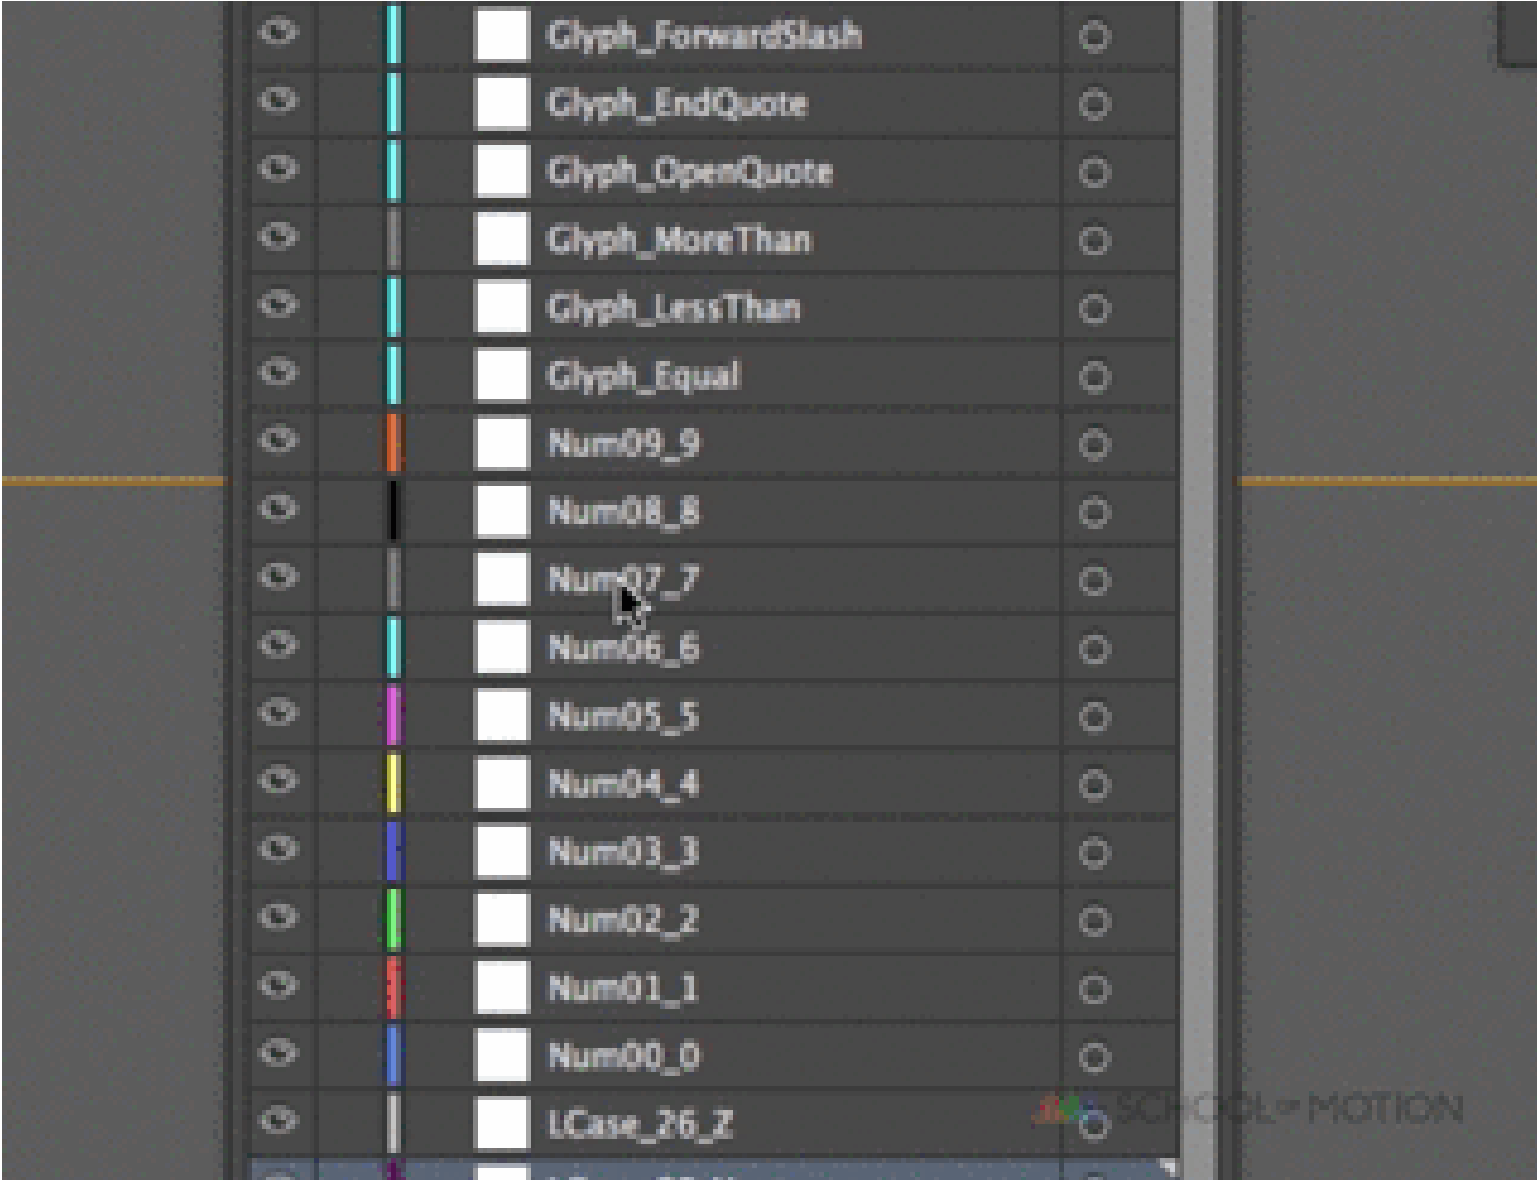 Glyph_ForwardSlash
Glyph_EndQuote
Glyph_OpenQuote
Glyph_MoreThan
Glyph_LessThan
Glyph_Equal
Num09_9
Num08_8
Num07_7
Num06_6
Num05_5
Num04_4
Num03_3
Num02_2
Num01_1
Num00_0
LCase_26_Z
SCHOOL OF MOTION